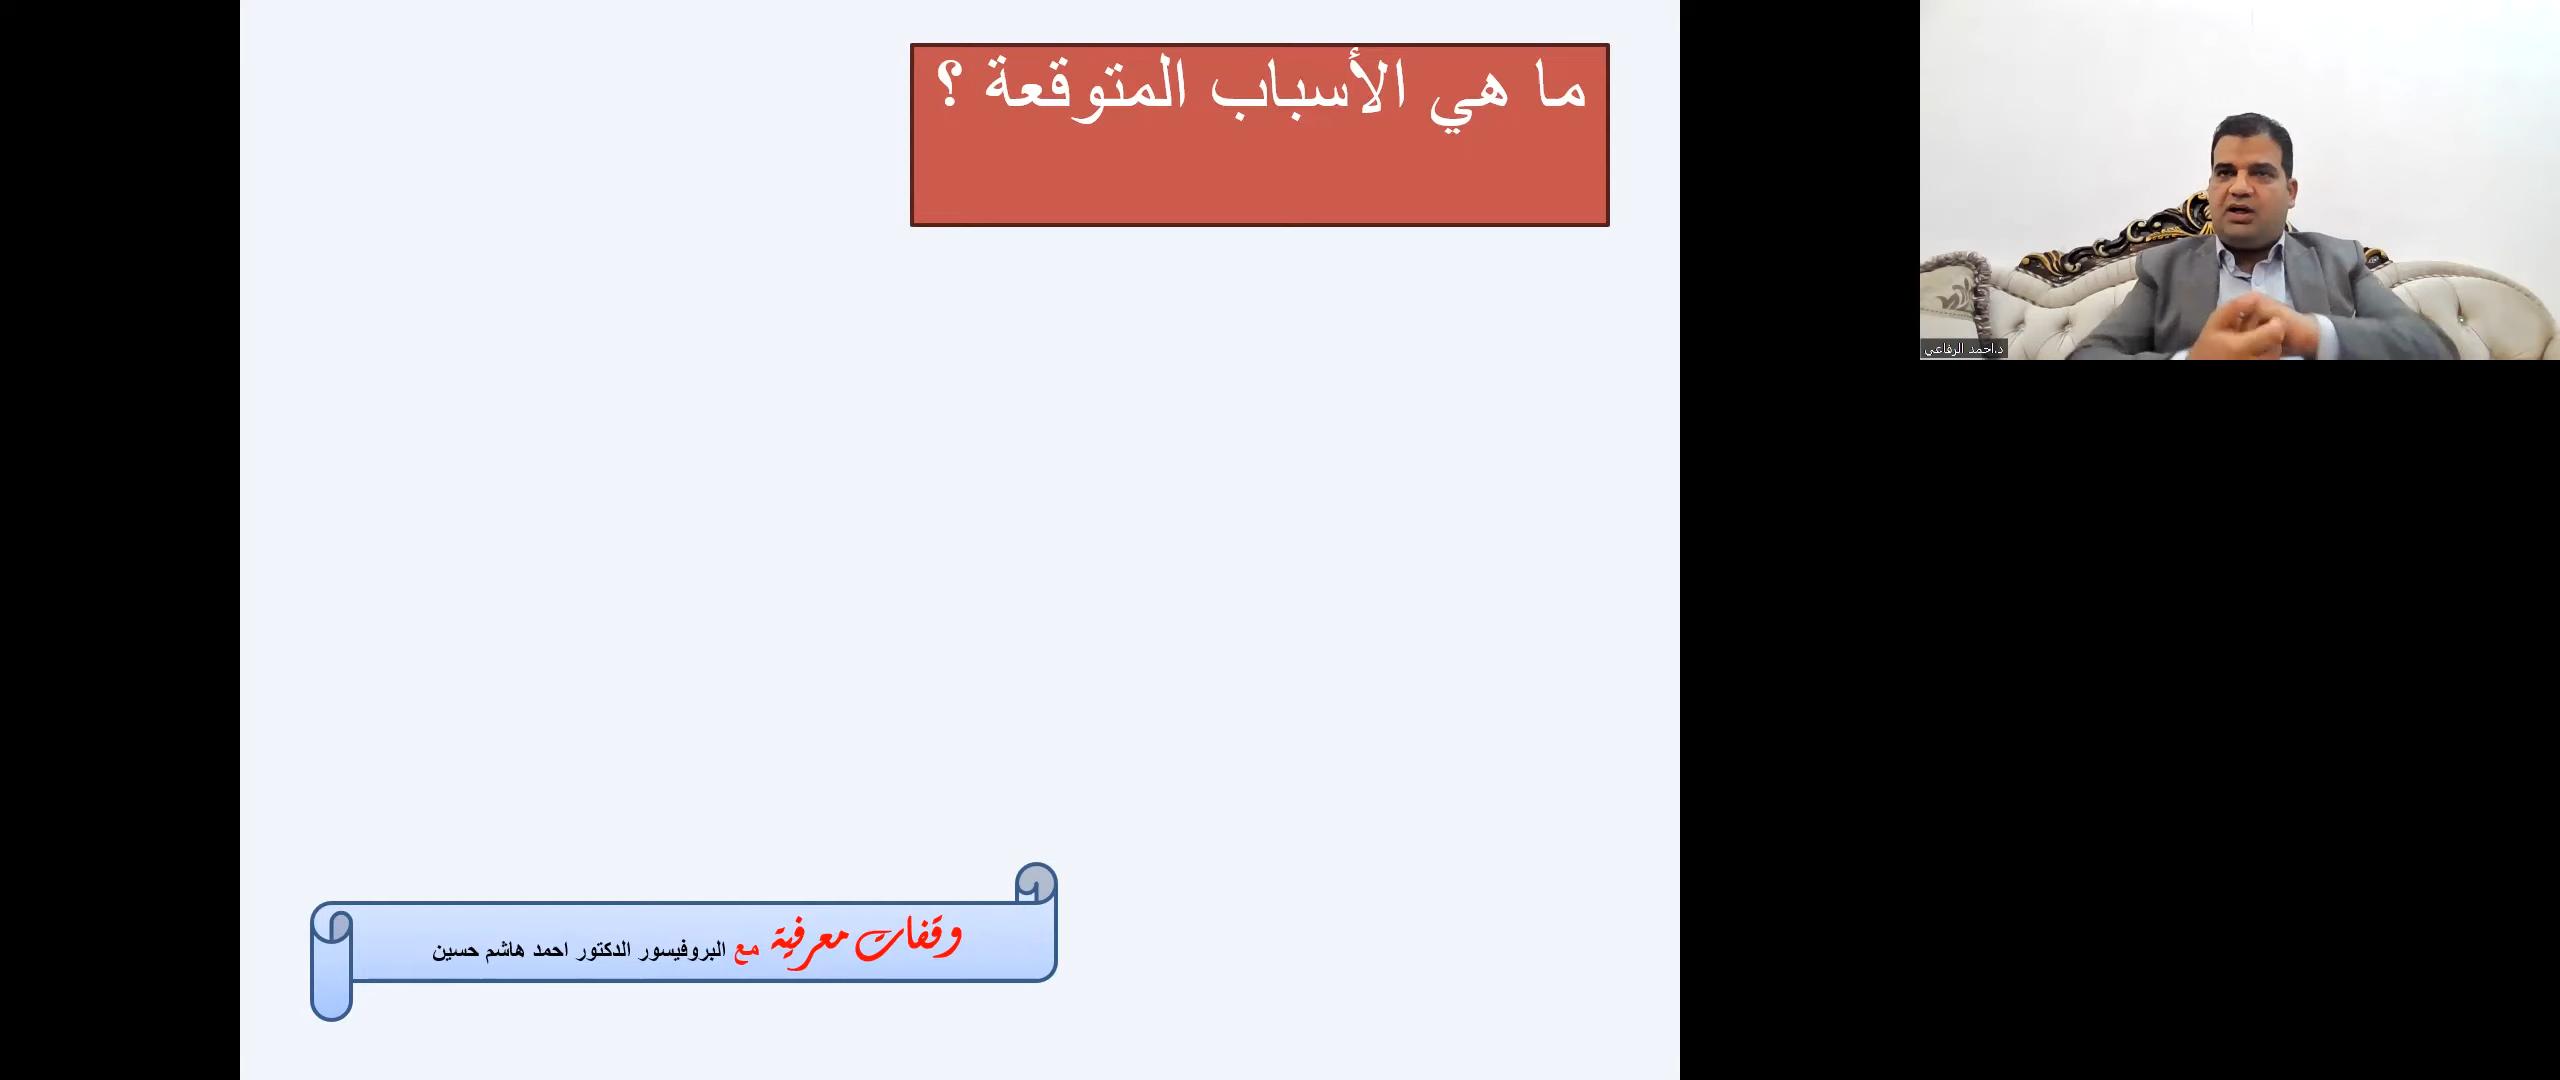 ما هي الأسباب المتوقعة ؟
د.احمد الرفاعي
وقفات معرفية مع البروفيسور الدكتور احمد هاشم حسين